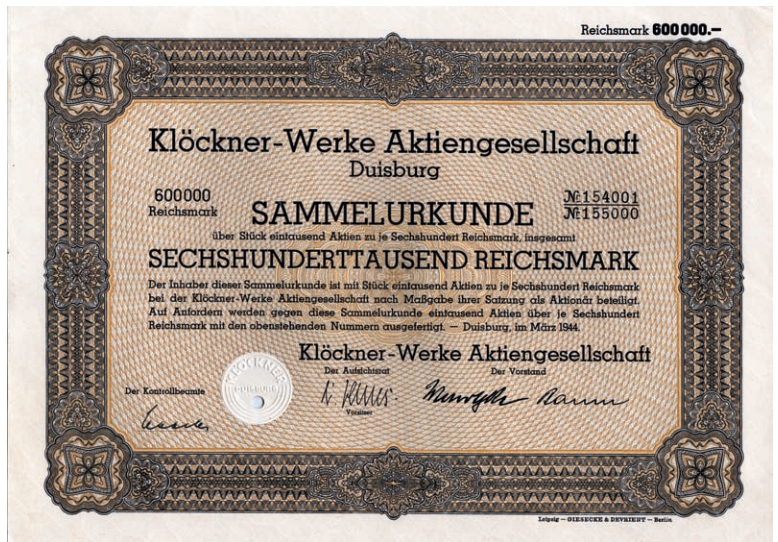 Reichsmark 600000.–
Klöckner-Werke Aktiengesellschaft
Duisburg
600000
Reichsmark
SAMMELURKUNDE
№154001
№155000
über Stück eintausend Aktien zu je Sechshundert Reichsmark, insgesamt
SECHSHUNDERTTAUSEND REICHSMARK
Der Inhaber dieser Sammelurkunde ist mit Stück eintausend Aktien zu je Sechshundert Reichsmark
bei der Klöckner-Werke Aktiengesellschaft nach Maßgabe ihrer Satzung als Aktionär beteiligt.
Auf Anfordern werden gegen diese Sammelurkunde eintausend Aktien über je Sechshundert
Reichsmark mit den obenstehenden Nummern ausgefertigt. — Duisburg, im März 1944.
Klöckner-Werke Aktiengesellschaft
Der Aufsichtsrat
Der Vorstand
Der Kontrollbeamte
KLÖCKNER
DUISBURG
Vorsitzer
Leipzig — GIESECKE & DEVRIENT — Berlin